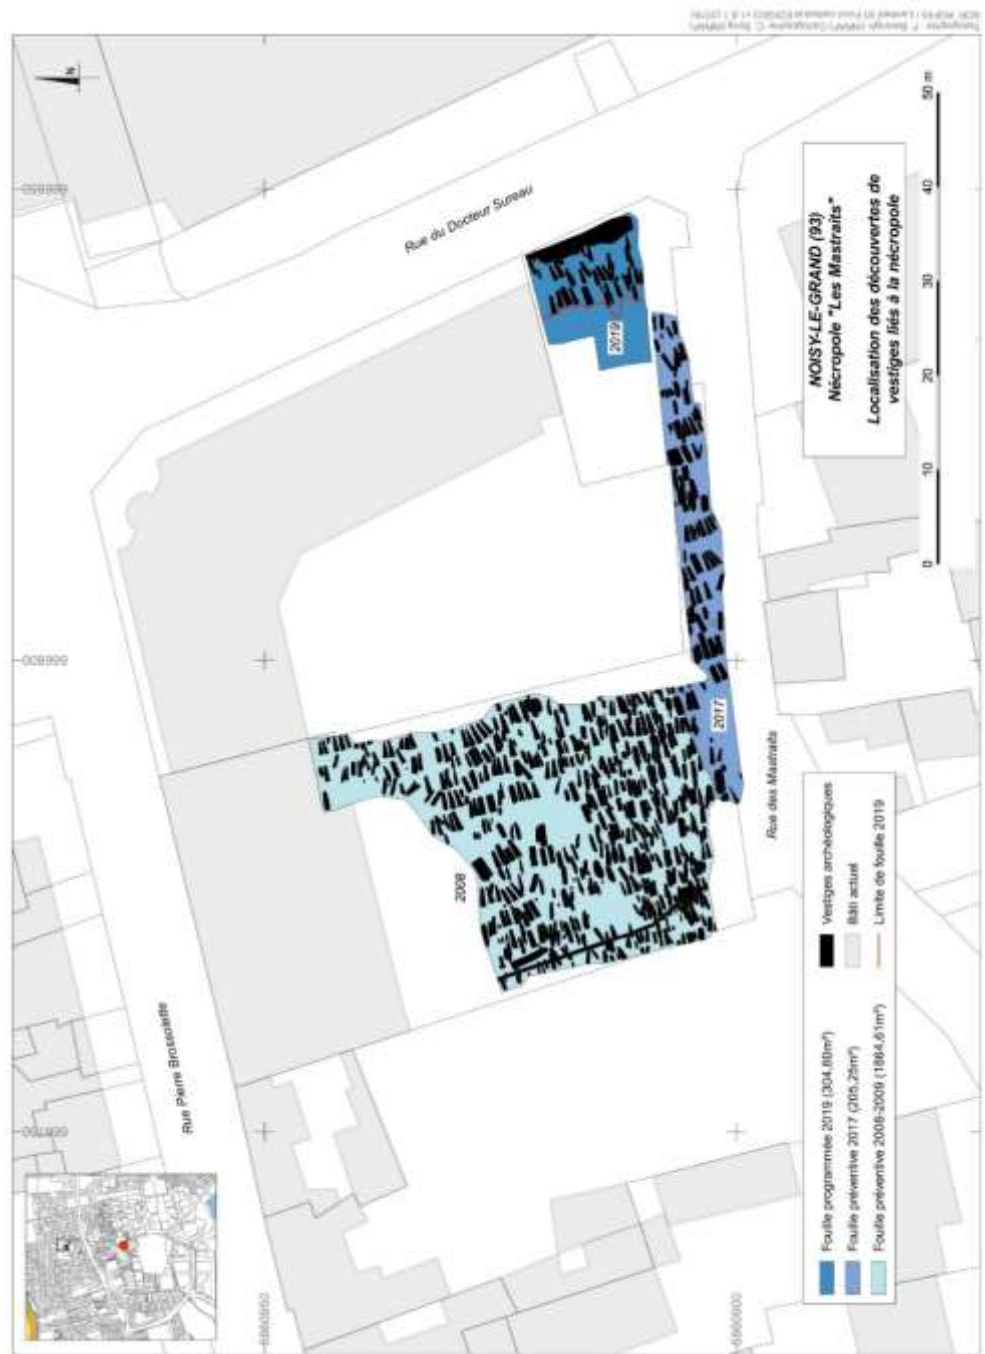 Rue Pierre Brossolette
Rue du Docteur Sureau
Rue des Mastraits
2008
2017
2019
N
NOISY-LE-GRAND (93)
Nécropole "Les Mastraits"
Localisation des découvertes de
vestiges liés à la nécropole
0 10 20 30 40 50 m
Fouille programmée 2019 (304,80m²)
Fouille préventive 2017 (205,25m²)
Fouille préventive 2008-2009 (1864,61m²)
Vestiges archéologiques
Bâti actuel
Limite de fouille 2019